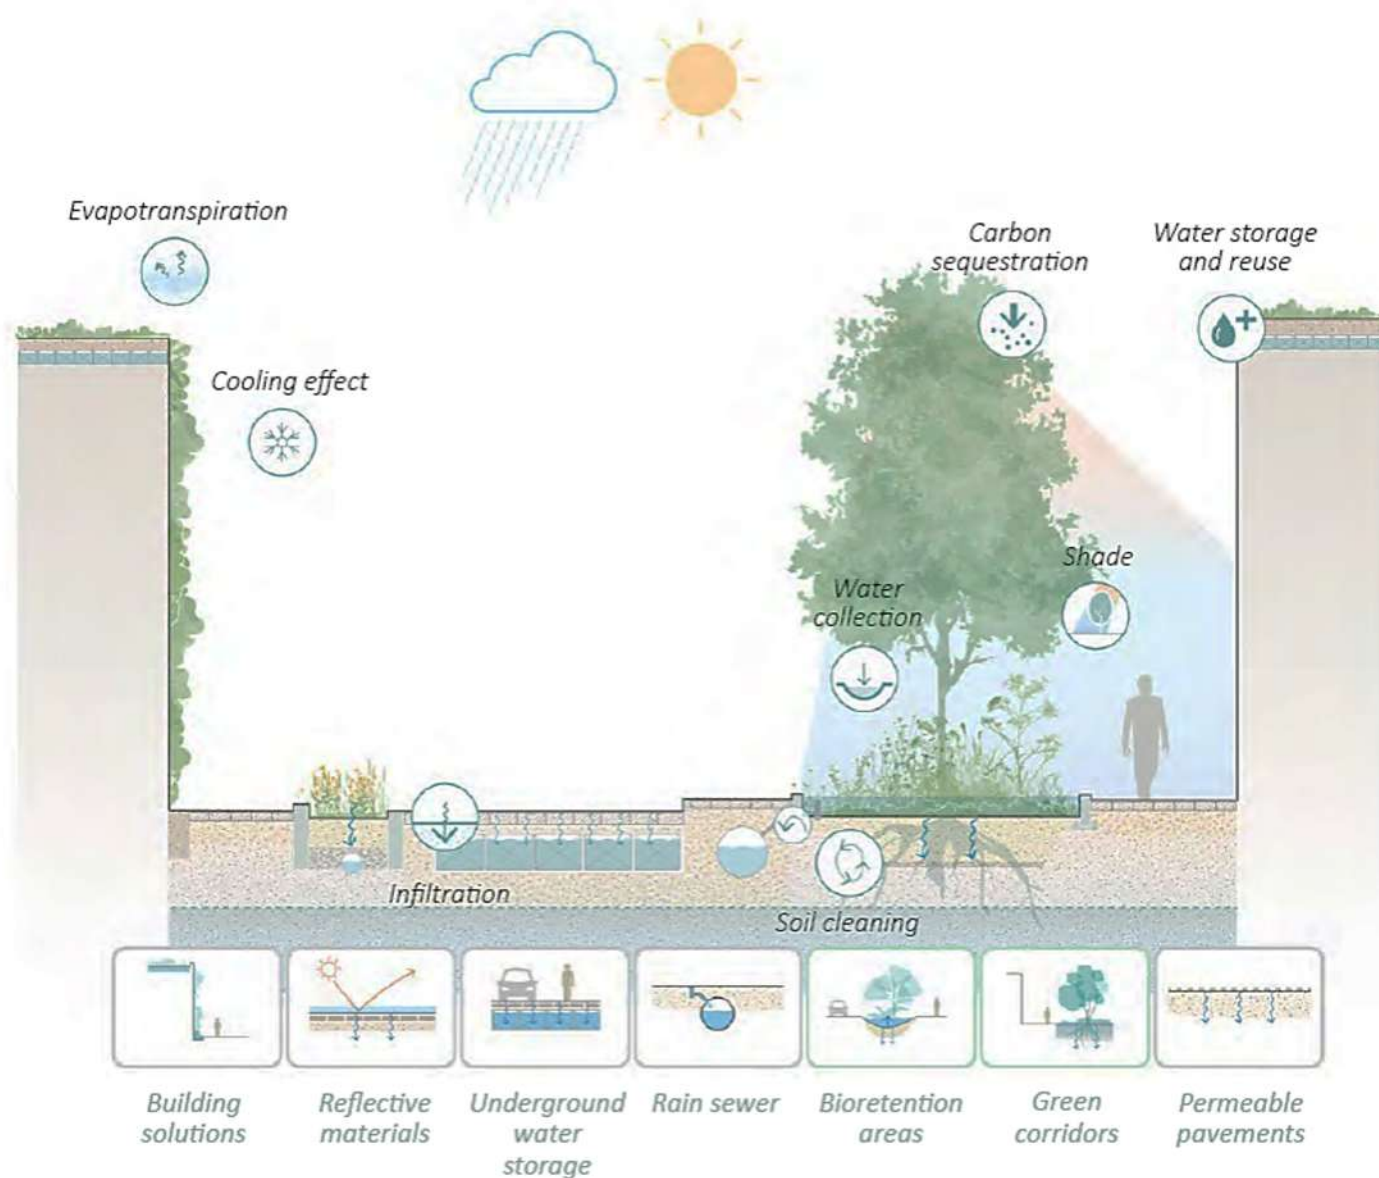 Evapotranspiration
Carbon
sequestration
Water storage
and reuse
Cooling effect
Shade
Water
collection
Infiltration
Soil cleaning
Building
solutions
Reflective
materials
Underground
water
storage
Rain sewer
Bioretention
areas
Green
corridors
Permeable
pavements